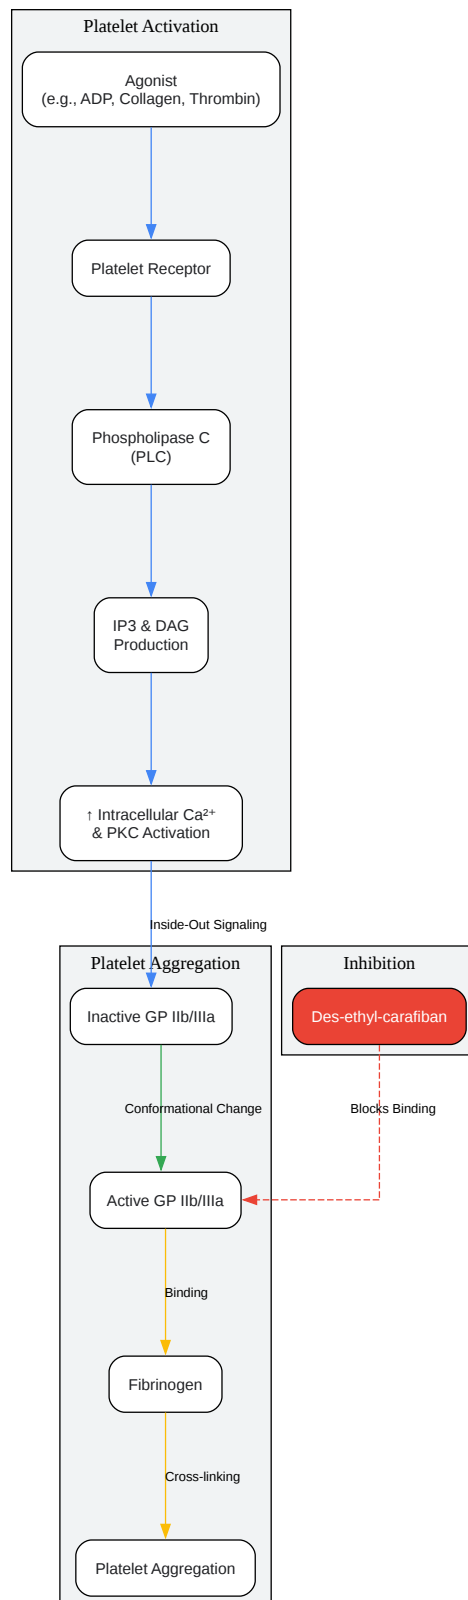 Platelet Activation
Agonist
(e.g., ADP, Collagen, Thrombin)
Platelet Receptor
Phospholipase C
(PLC)
IP3 & DAG
Production
↑ Intracellular Ca²⁺
& PKC Activation
Inside-Out Signaling
Platelet Aggregation
Inhibition
Inactive GP IIb/IIIa
Des-ethyl-carafiban
Conformational Change
Blocks Binding
Active GP IIb/IIIa
Binding
Fibrinogen
Cross-linking
Platelet Aggregation